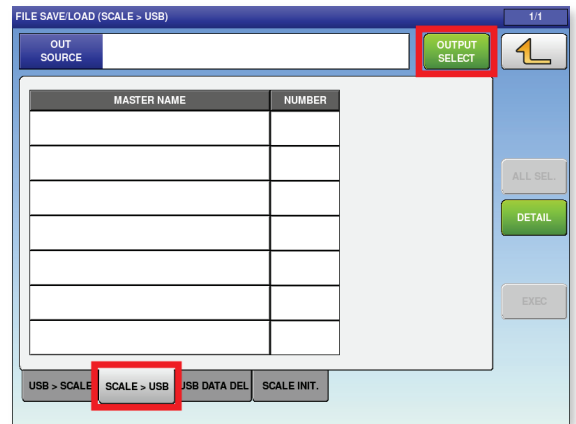 FILE SAVE/LOAD (SCALE > USB)
1/1
OUT
SOURCE
OUTPUT
SELECT
MASTER NAME
NUMBER
ALL SEL.
DETAIL
EXEC
USB > SCALE
SCALE > USB
USB DATA DEL
SCALE INIT.